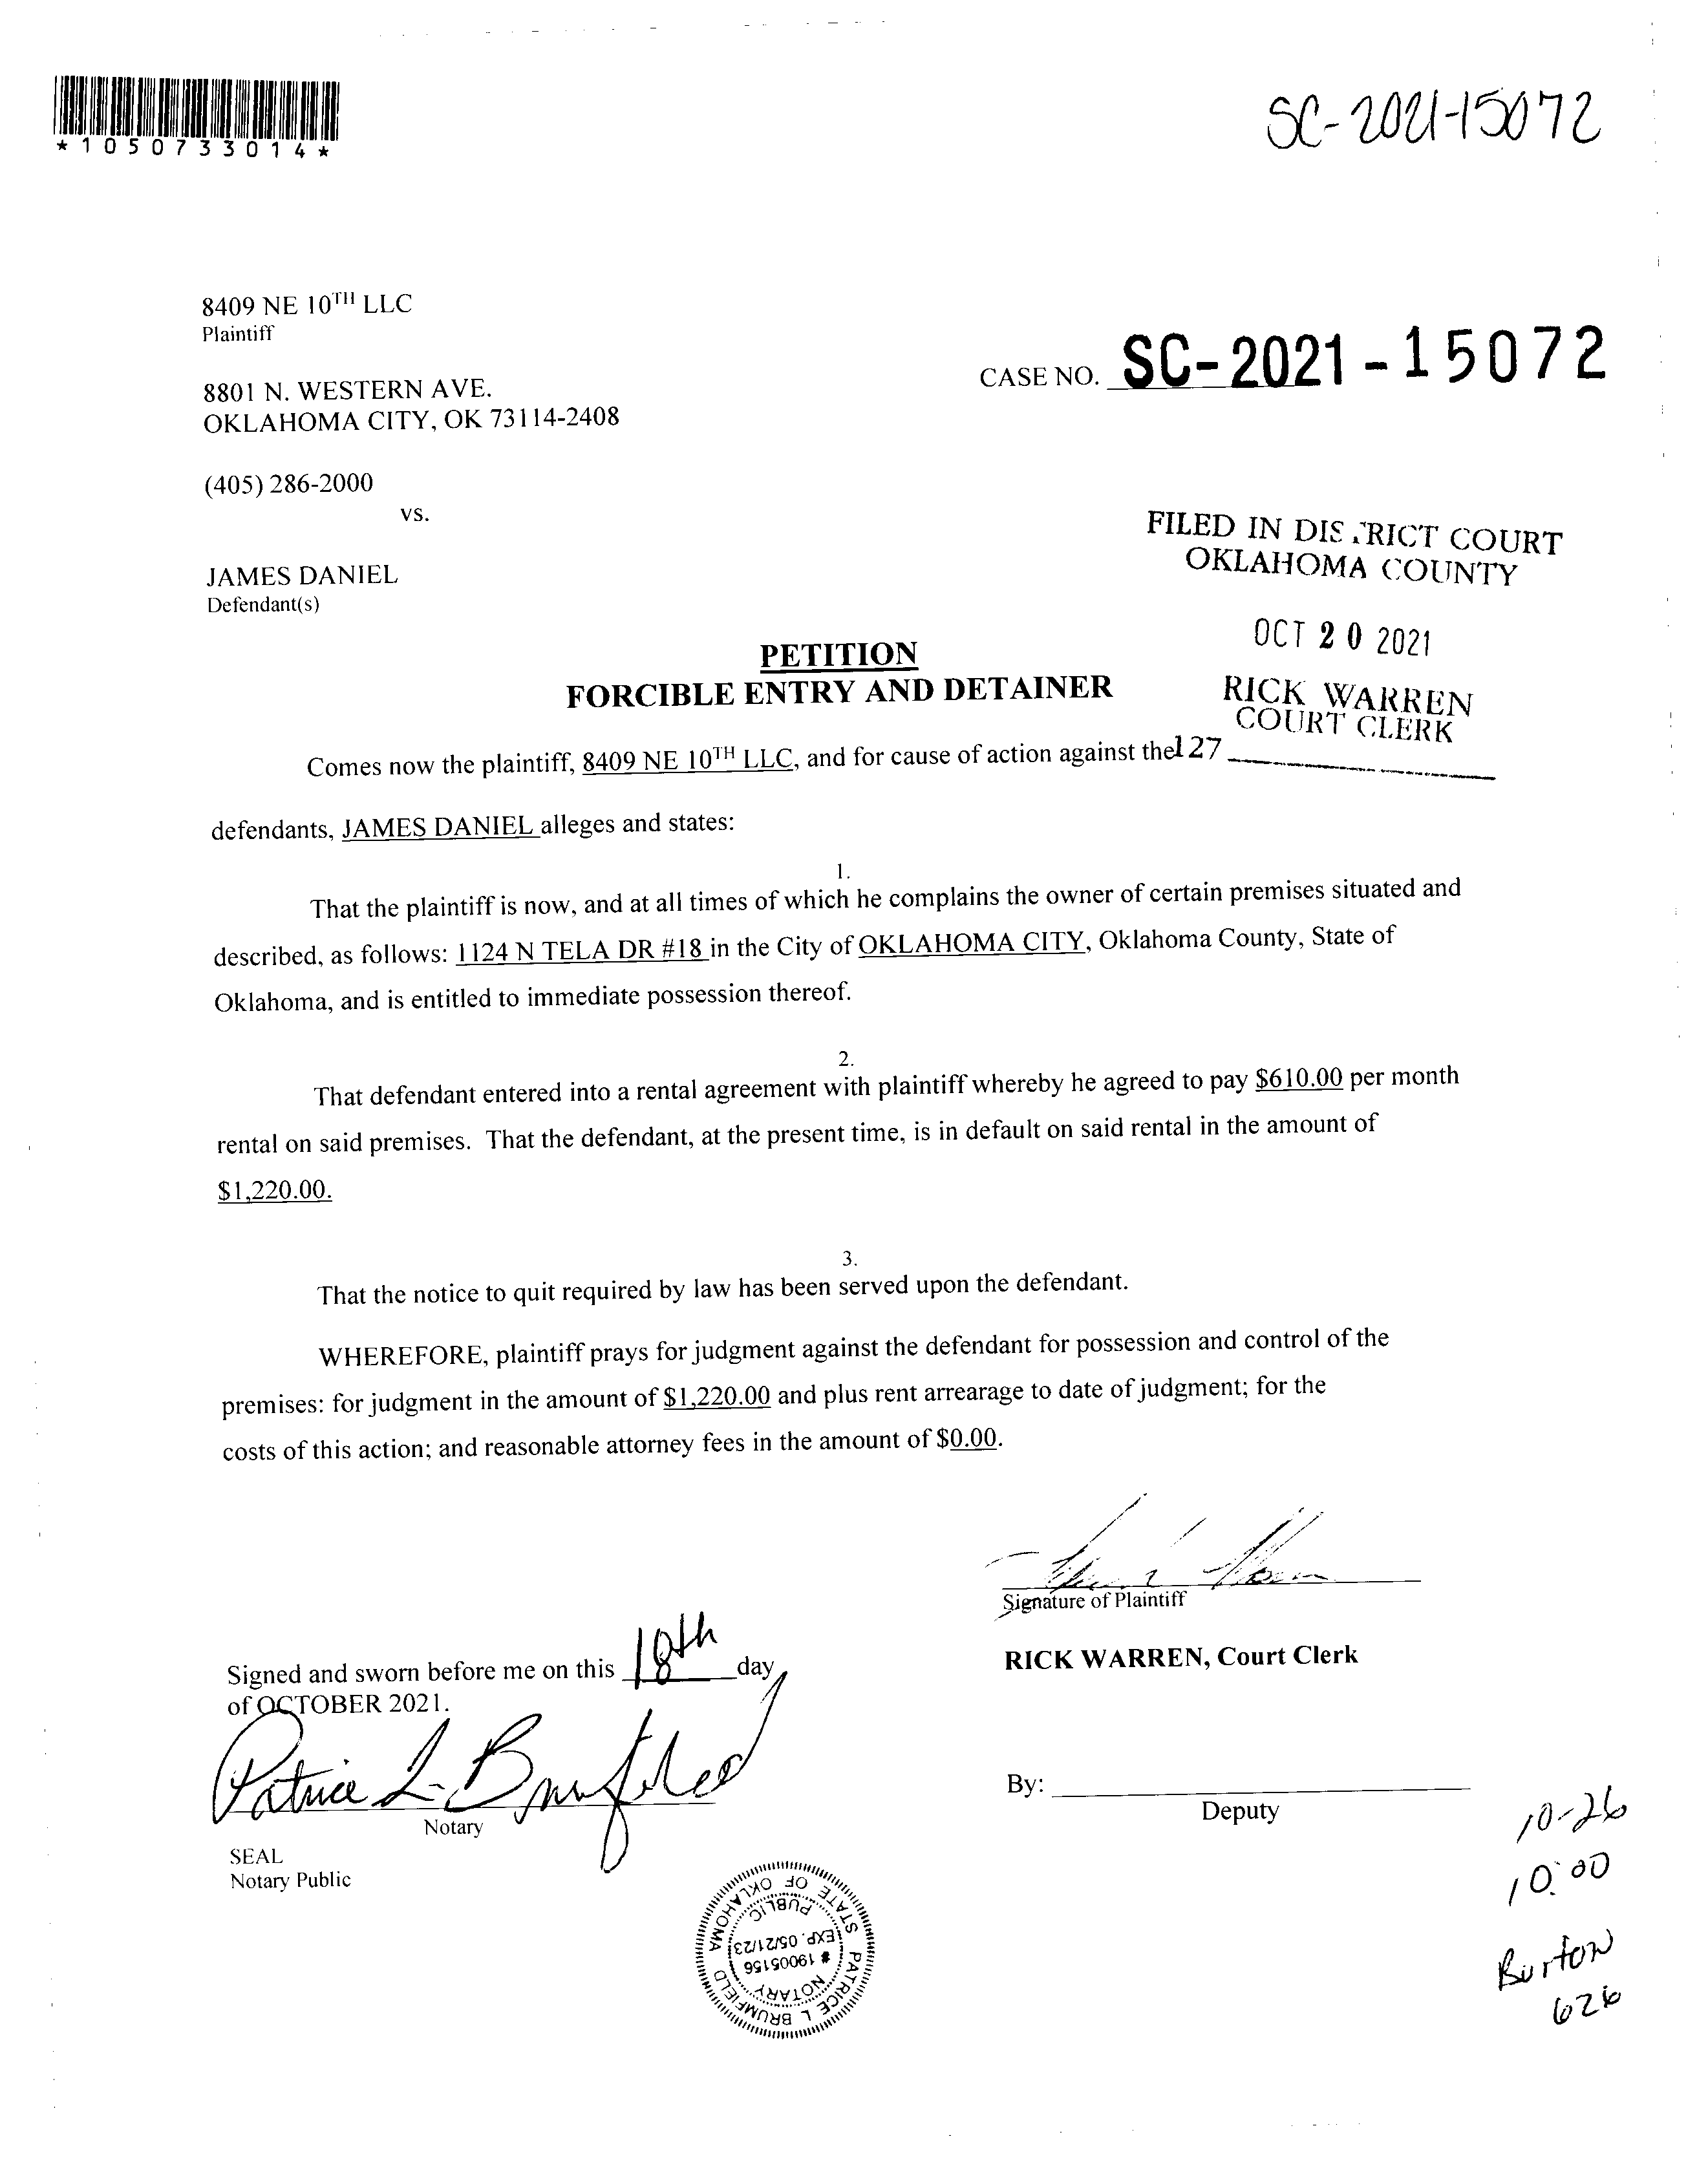 *1050733014*
SC-2021-15072
8409 NE 10TH LLC
Plaintiff
8801 N. WESTERN AVE.
OKLAHOMA CITY, OK 73114-2408
CASE NO. SC-2021-15072
(405) 286-2000
vs.
JAMES DANIEL
Defendant(s)
FILED IN DISTRICT COURT
OKLAHOMA COUNTY
OCT 20 2021
RICK WARREN
COURT CLERK
127
PETITION
FORCIBLE ENTRY AND DETAINER
Comes now the plaintiff, 8409 NE 10TH LLC, and for cause of action against the
defendants, JAMES DANIEL alleges and states:
1.
That the plaintiff is now, and at all times of which he complains the owner of certain premises situated and
described, as follows: 1124 N TELA DR #18 in the City of OKLAHOMA CITY, Oklahoma County, State of
Oklahoma, and is entitled to immediate possession thereof.
2.
That defendant entered into a rental agreement with plaintiff whereby he agreed to pay $610.00 per month
rental on said premises. That the defendant, at the present time, is in default on said rental in the amount of
$1,220.00.
3.
That the notice to quit required by law has been served upon the defendant.
WHEREFORE, plaintiff prays for judgment against the defendant for possession and control of the
premises: for judgment in the amount of $1,220.00 and plus rent arrearage to date of judgment; for the
costs of this action; and reasonable attorney fees in the amount of $0.00.
Signature of Plaintiff
RICK WARREN, Court Clerk
Signed and sworn before me on this 18th day
of OCTOBER 2021.
Patrice L Brumfield
Notary
SEAL
Notary Public
By:
Deputy
PATRICE L BRUMFIELD
STATE OF OKLAHOMA
NOTARY
# 19005156
EXP. 05/21/23
PUBLIC
10-26
10:00
Burton
626